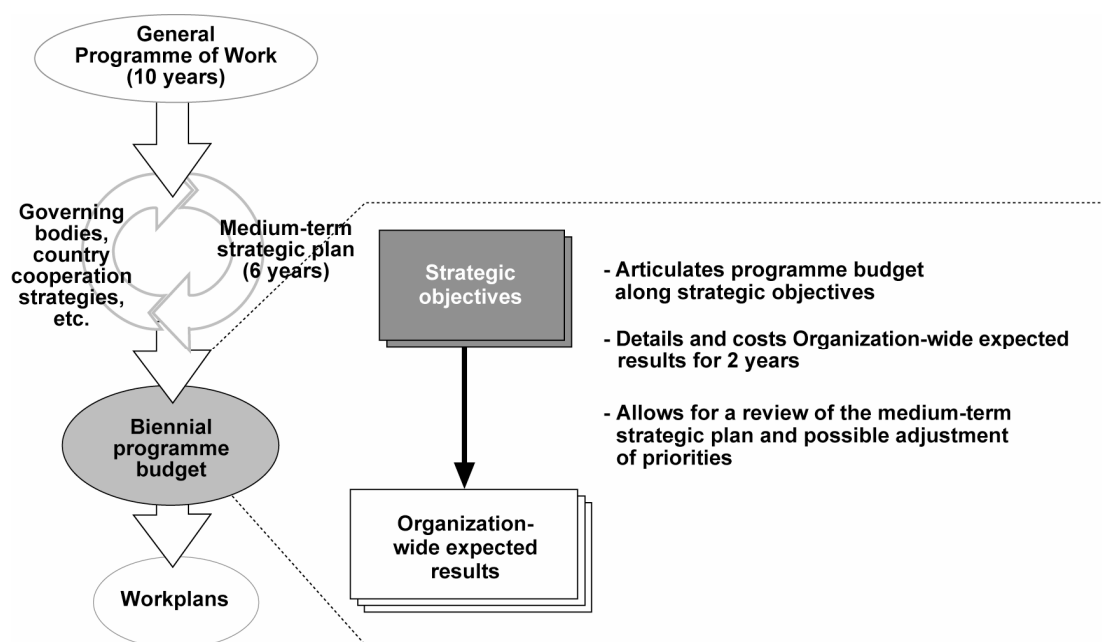 General
Programme of Work
(10 years)
Governing
bodies,
country
cooperation
strategies,
etc.
Medium-term
strategic plan
(6 years)
Biennial
programme
budget
Workplans
Strategic
objectives
Organization-
wide expected
results
- Articulates programme budget
along strategic objectives
- Details and costs Organization-wide expected
results for 2 years
- Allows for a review of the medium-term
strategic plan and possible adjustment
of priorities